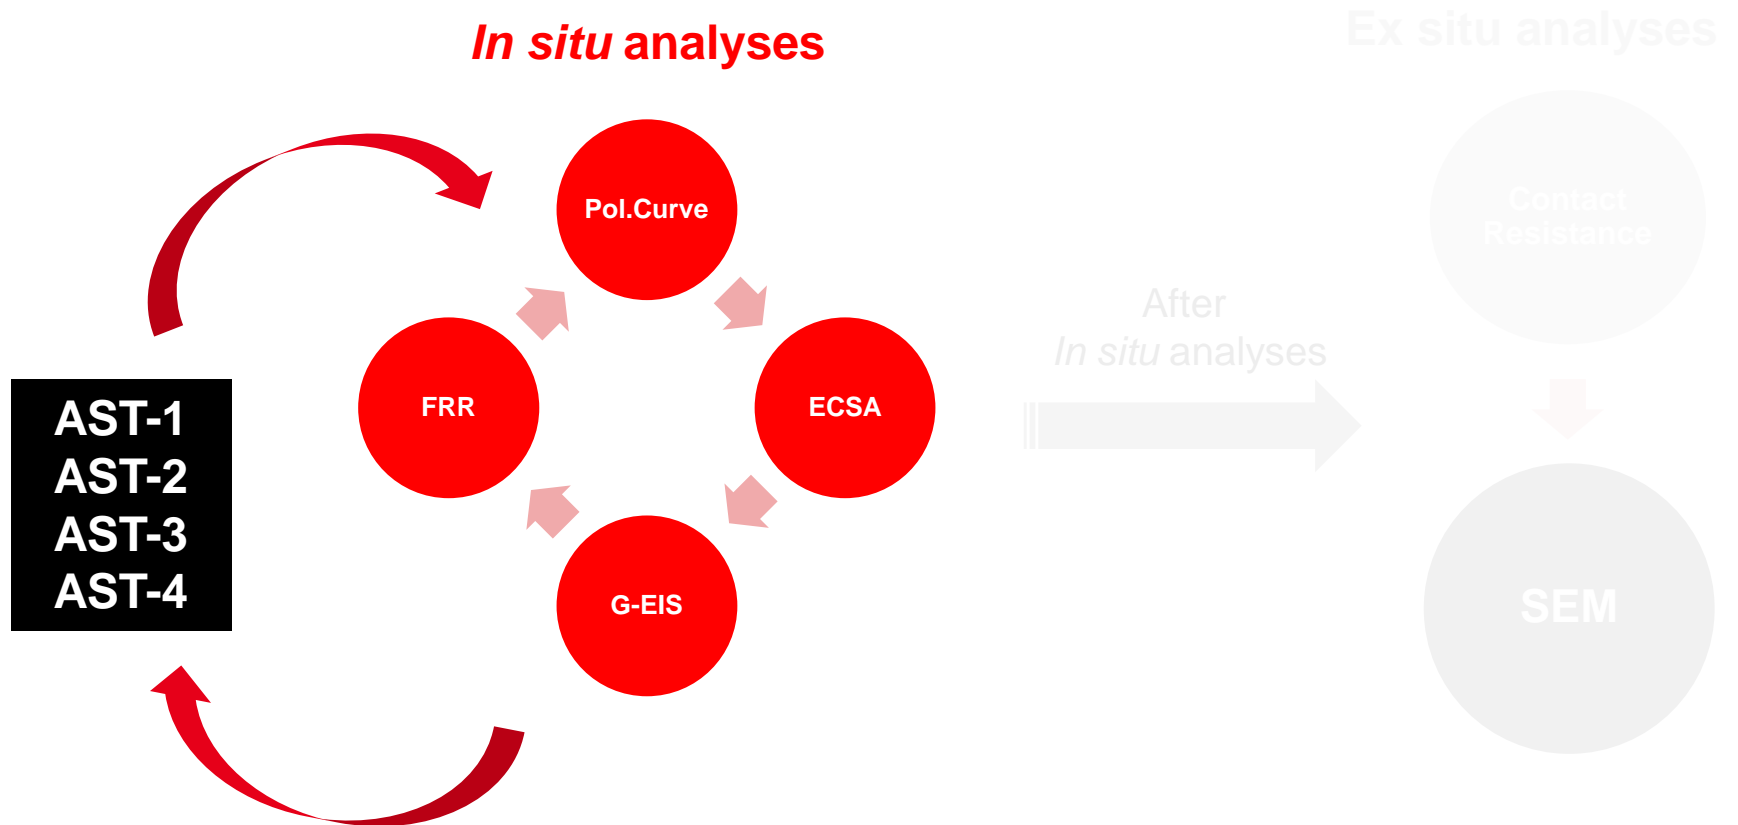 In situ analyses
Ex situ analyses
Pol.Curve
FRR
ECSA
G-EIS
AST-1
AST-2
AST-3
AST-4
After
In situ analyses
Contact
Resistance
SEM